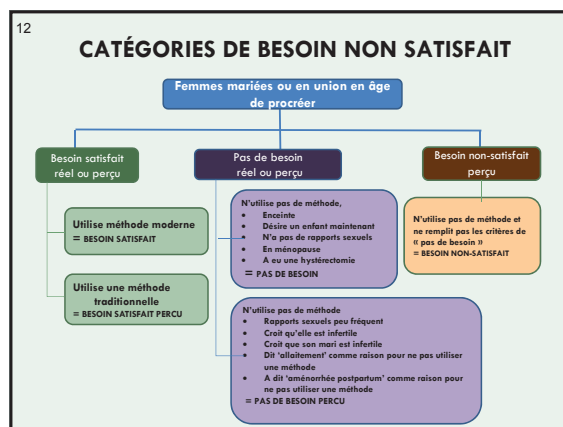 12
CATÉGORIES DE BESOIN NON SATISFAIT
Femmes mariées ou en union en âge
de procréer
Besoin satisfait
réel ou perçu
Utilise méthode moderne
= BESOIN SATISFAIT
Utilise une méthode
traditionnelle
= BESOIN SATISFAIT PERCU
Pas de besoin
réel ou perçu
N'utilise pas de méthode,
• Enceinte
• Désire un enfant maintenant
• N'a pas de rapports sexuels
• En ménopause
• A eu une hystérectomie
= PAS DE BESOIN
N'utilise pas de méthode
• Rapports sexuels peu fréquent
• Croit qu'elle est infertile
• Croit que son mari est infertile
• Dit 'allaitement' comme raison pour ne pas utiliser
une méthode
• A dit 'aménorrhée postpartum' comme raison pour
ne pas utiliser une méthode
= PAS DE BESOIN PERCU
Besoin non-satisfait
perçu
N'utilise pas de méthode et
ne remplit pas les critères de
« pas de besoin »
= BESOIN NON-SATISFAIT